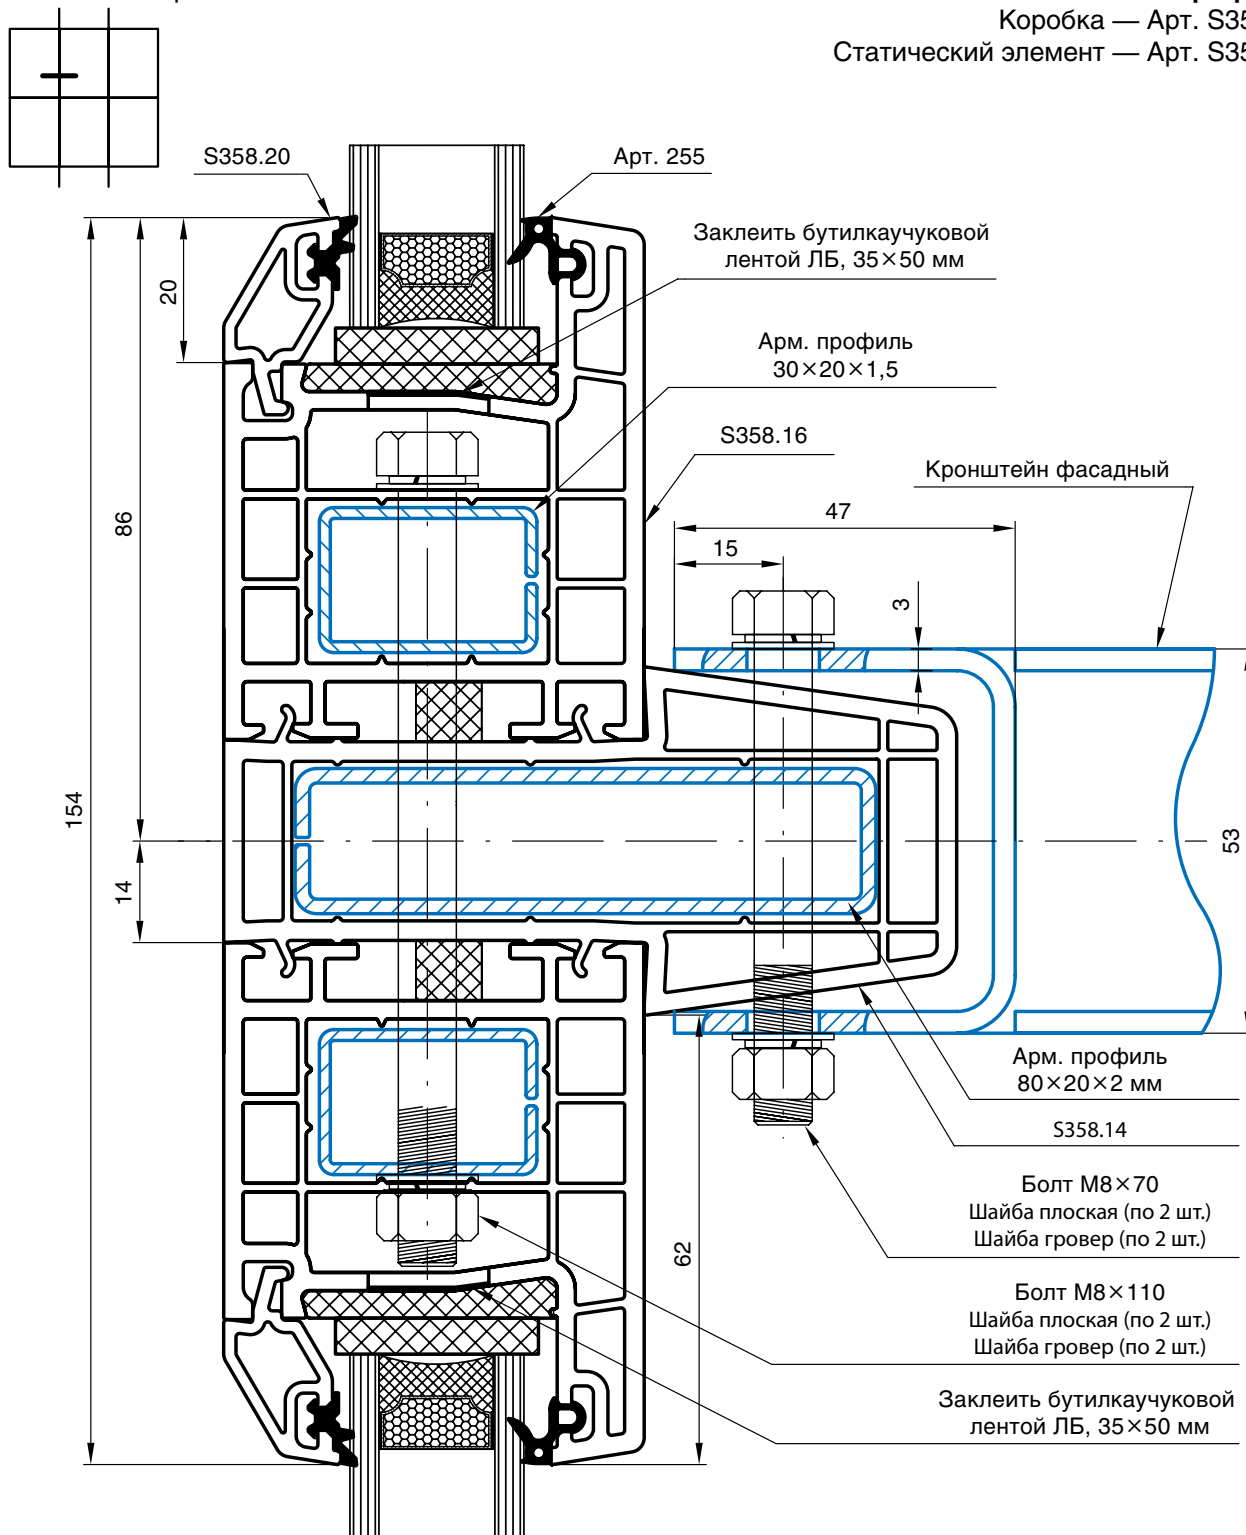 Коробка — Арт. S35
Статический элемент — Арт. S35
S358.20
Арт. 255
Заклеить бутилкаучуковой
лентой ЛБ, 35×50 мм
20
Арм. профиль
30×20×1,5
S358.16
Кронштейн фасадный
86
47
15
3
154
14
53
Арм. профиль
80×20×2 мм
S358.14
Болт М8×70
Шайба плоская (по 2 шт.)
Шайба гровер (по 2 шт.)
62
Болт М8×110
Шайба плоская (по 2 шт.)
Шайба гровер (по 2 шт.)
Заклеить бутилкаучуковой
лентой ЛБ, 35×50 мм